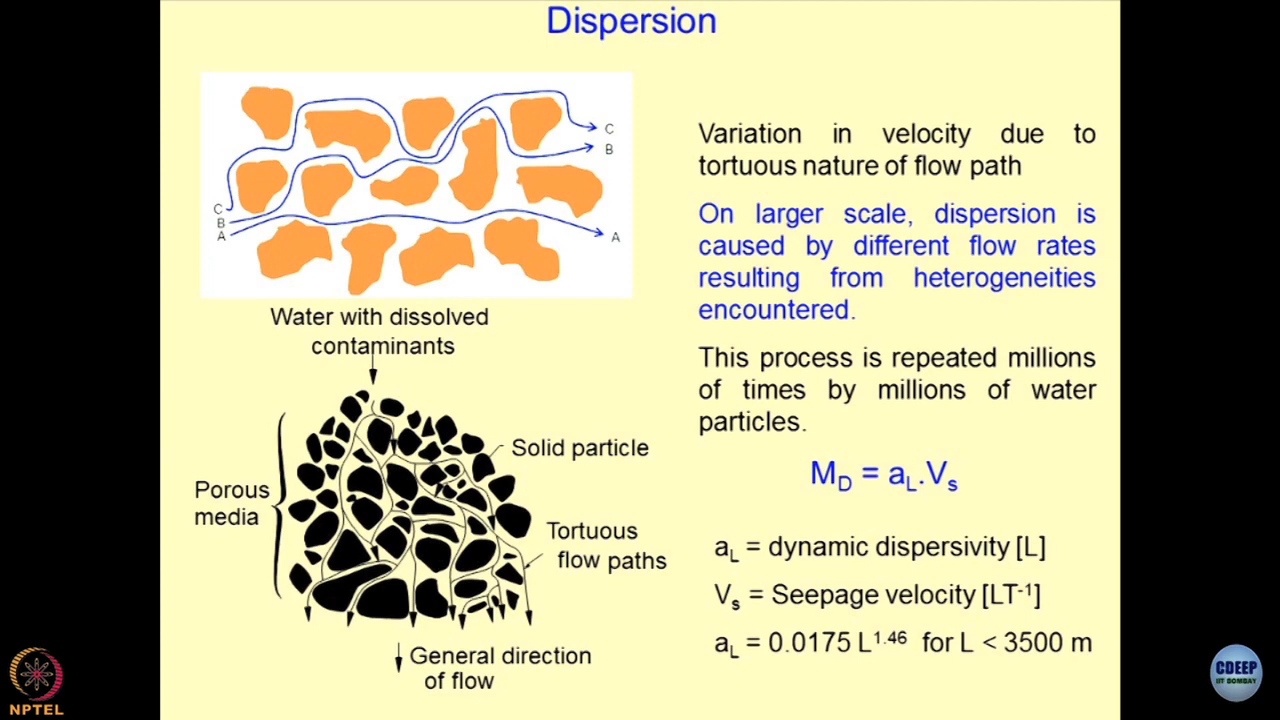 Dispersion
C
B
C
B
A
A
Water with dissolved
contaminants
Solid particle
Porous
media
Tortuous
flow paths
General direction
of flow
Variation in velocity due to
tortuous nature of flow path
On larger scale, dispersion is
caused by different flow rates
resulting from heterogeneities
encountered.
This process is repeated millions
of times by millions of water
particles.
M_D = a_L.V_s
a_L = dynamic dispersivity [L]
V_s = Seepage velocity [LT⁻¹]
a_L = 0.0175 L¹·⁴⁶ for L < 3500 m
NPTEL
CDEEP
IIT BOMBAY